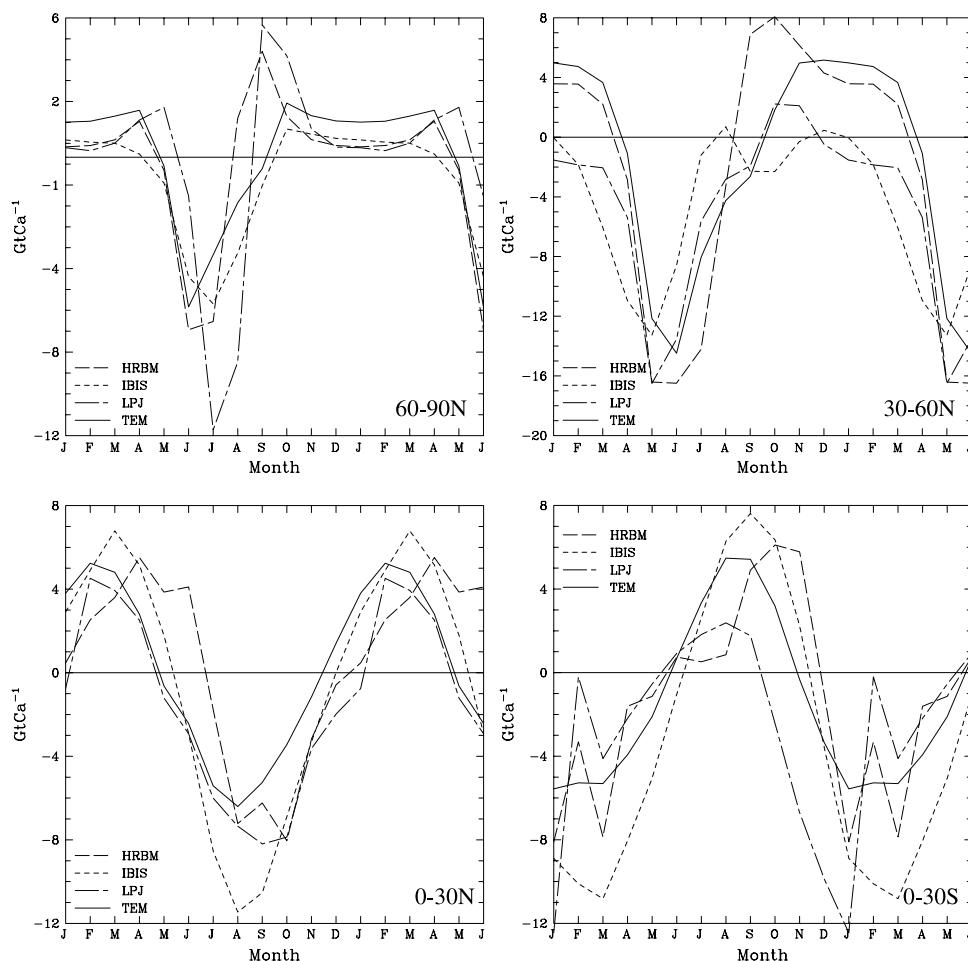 6
2
-1
-4
-8
-12
GtCa⁻¹
HRBM
IBIS
LPJ
TEM
60-90N
J F M A M J J A S O N D J F M A M J
Month
8
4
0
-4
-8
-12
-16
-20
GtCa⁻¹
HRBM
IBIS
LPJ
TEM
30-60N
J F M A M J J A S O N D J F M A M J
Month
8
4
0
-4
-8
-12
GtCa⁻¹
HRBM
IBIS
LPJ
TEM
0-30N
J F M A M J J A S O N D J F M A M J
Month
8
4
0
-4
-8
-12
GtCa⁻¹
HRBM
IBIS
LPJ
TEM
0-30S
J F M A M J J A S O N D J F M A M J
Month